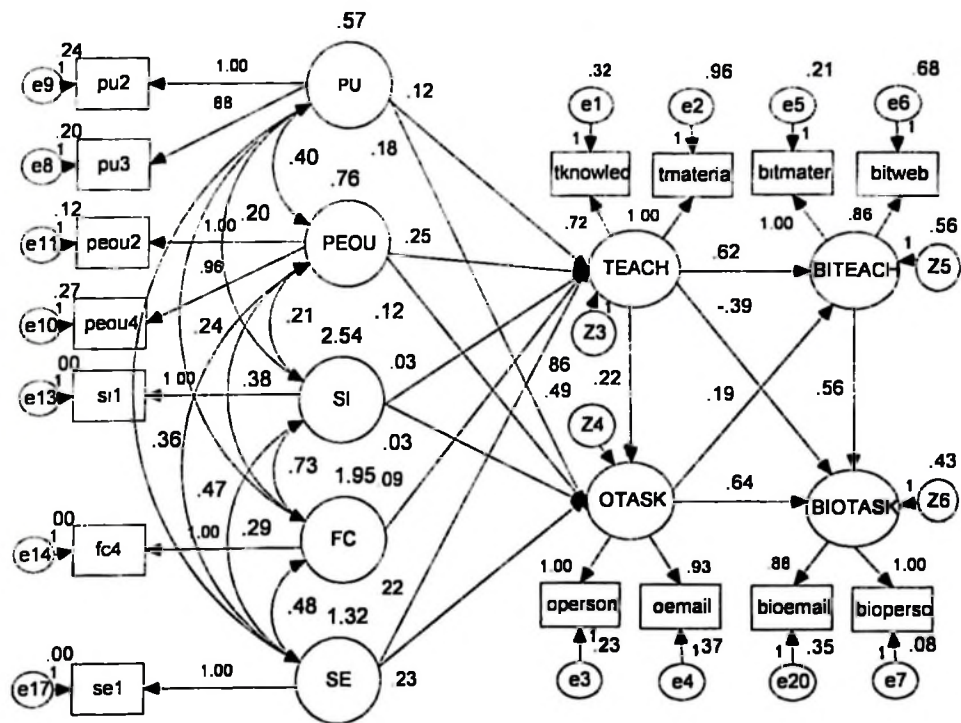 .57
.24
1
e9
pu2
1.00
PU
.12
.32
.96
.21
.68
e1
e2
e5
e6
88
1
1
1
1
.20
1
e8
pu3
.40
.18
tknowled
tmateria
bitmater
bitweb
.76
.12
1
e11
peou2
.20
1.00
PEOU
.25
.72
1.00
1.00
.86
.56
.96
TEACH
.62
BITEACH
1
Z5
.27
1
e10
peou4
.24
.21
.12
1
Z3
-.39
2.54
00
1
e13
si1
1.00
.38
SI
.03
86
.49
.22
.19
.56
.36
.03
Z4
.47
.73
1.95
09
.43
OTASK
.64
BIOTASK
1
Z6
00
1
e14
fc4
1.00
.29
FC
1.00
.93
.88
1.00
.48
22
1.32
operson
oemail
bioemail
bioperso
.00
1
e17
se1
1.00
SE
.23
1
.23
1
.37
1
.35
1
.08
e3
e4
e20
e7